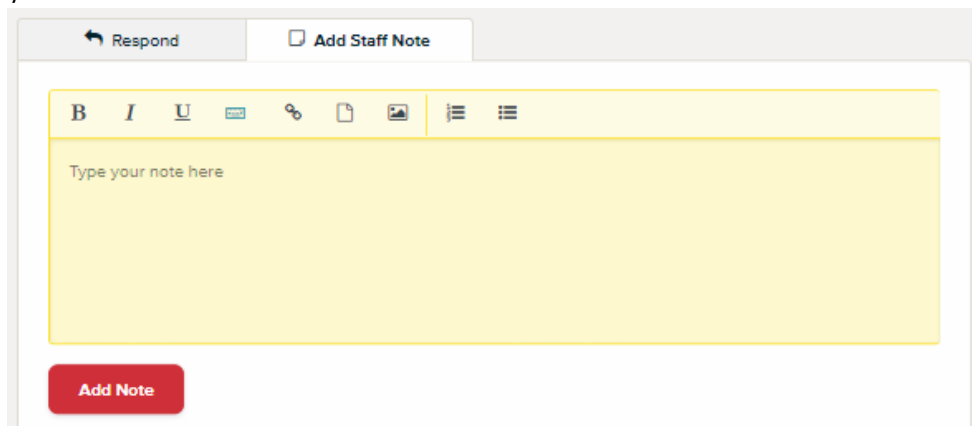 Respond
Add Staff Note
B I U
Type your note here
Add Note